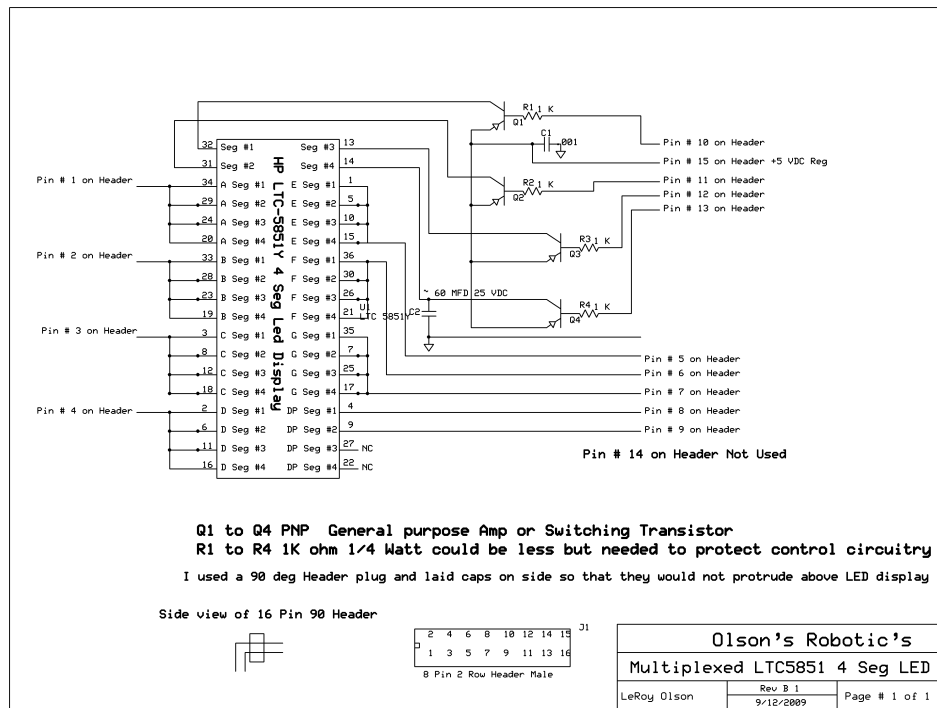 R1 1 K
Q1
C1
.001
Pin # 10 on Header
Pin # 15 on Header +5 VDC Reg
R2 1 K
Q2
Pin # 11 on Header
Pin # 12 on Header
Pin # 13 on Header
R3 1 K
Q3
R4 1 K
Q4
~ 60 MFD 25 VDC
C2
U1
LTC 5851Y
HP LTC-5851Y 4 Seg Led Display
32 Seg #1 Seg #3 13
31 Seg #2 Seg #4 14
Pin # 1 on Header 34 A Seg #1 E Seg #1 1
29 A Seg #2 E Seg #2 5
24 A Seg #3 E Seg #3 10
20 A Seg #4 E Seg #4 15
Pin # 2 on Header 33 B Seg #1 F Seg #1 36
28 B Seg #2 F Seg #2 30
23 B Seg #3 F Seg #3 26
19 B Seg #4 F Seg #4 21
Pin # 3 on Header 3 C Seg #1 G Seg #1 35
8 C Seg #2 G Seg #2 7
12 C Seg #3 G Seg #3 25
18 C Seg #4 G Seg #4 17
Pin # 4 on Header 2 D Seg #1 DP Seg #1 4
6 D Seg #2 DP Seg #2 9
11 D Seg #3 DP Seg #3 27 NC
16 D Seg #4 DP Seg #4 22 NC
Pin # 5 on Header
Pin # 6 on Header
Pin # 7 on Header
Pin # 8 on Header
Pin # 9 on Header
Pin # 14 on Header Not Used
Q1 to Q4 PNP General purpose Amp or Switching Transistor
R1 to R4 1K ohm 1/4 Watt could be less but needed to protect control circuitry
I used a 90 deg Header plug and laid caps on side so that they would not protrude above LED display
Side view of 16 Pin 90 Header
J1
2 4 6 8 10 12 14 15
1 3 5 7 9 11 13 16
8 Pin 2 Row Header Male
Olson's Robotic's
Multiplexed LTC5851 4 Seg LED
LeRoy Olson
Rev B 1
9/12/2009
Page # 1 of 1